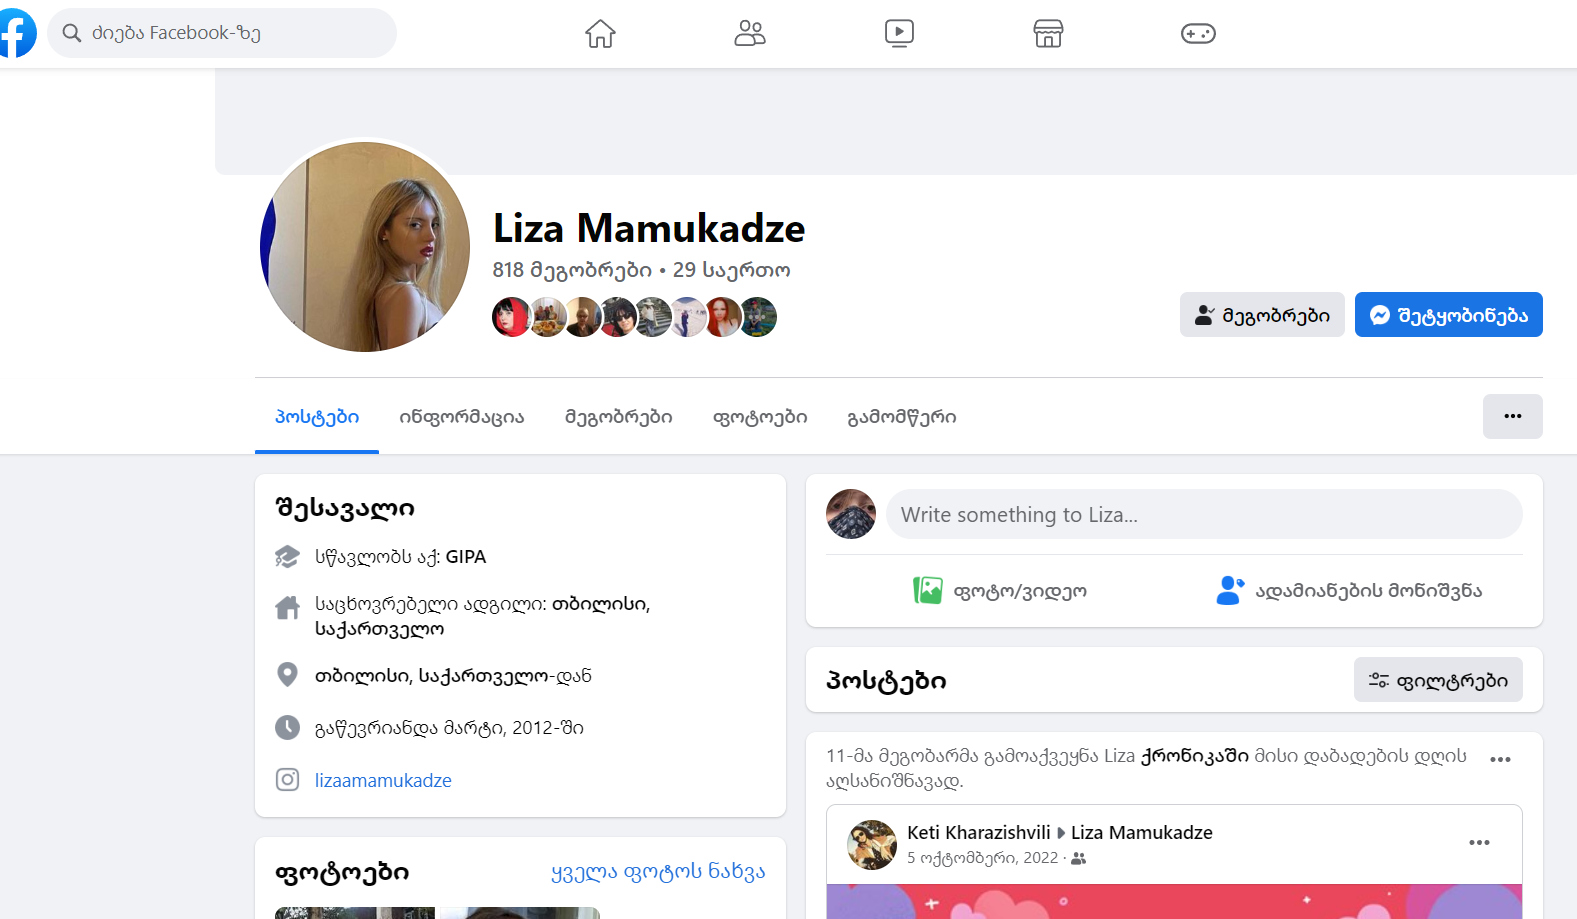 ძიება Facebook-ზე
Liza Mamukadze
818 მეგობრები • 29 საერთო
მეგობრები
შეტყობინება
პოსტები
ინფორმაცია
მეგობრები
ფოტოები
გამომწერი
შესავალი
სწავლობს აქ: GIPA
საცხოვრებელი ადგილი: თბილისი,
საქართველო
თბილისი, საქართველო-დან
გაწევრიანდა მარტი, 2012-ში
lizaamamukadze
ფოტოები
ყველა ფოტოს ნახვა
Write something to Liza...
ფოტო/ვიდეო
ადამიანების მონიშვნა
პოსტები
ფილტრები
11-მა მეგობარმა გამოაქვეყნა Liza ქრონიკაში მისი დაბადების დღის
აღსანიშნავად.
Keti Kharazishvili Liza Mamukadze
5 ოქტომბერი, 2022 ·